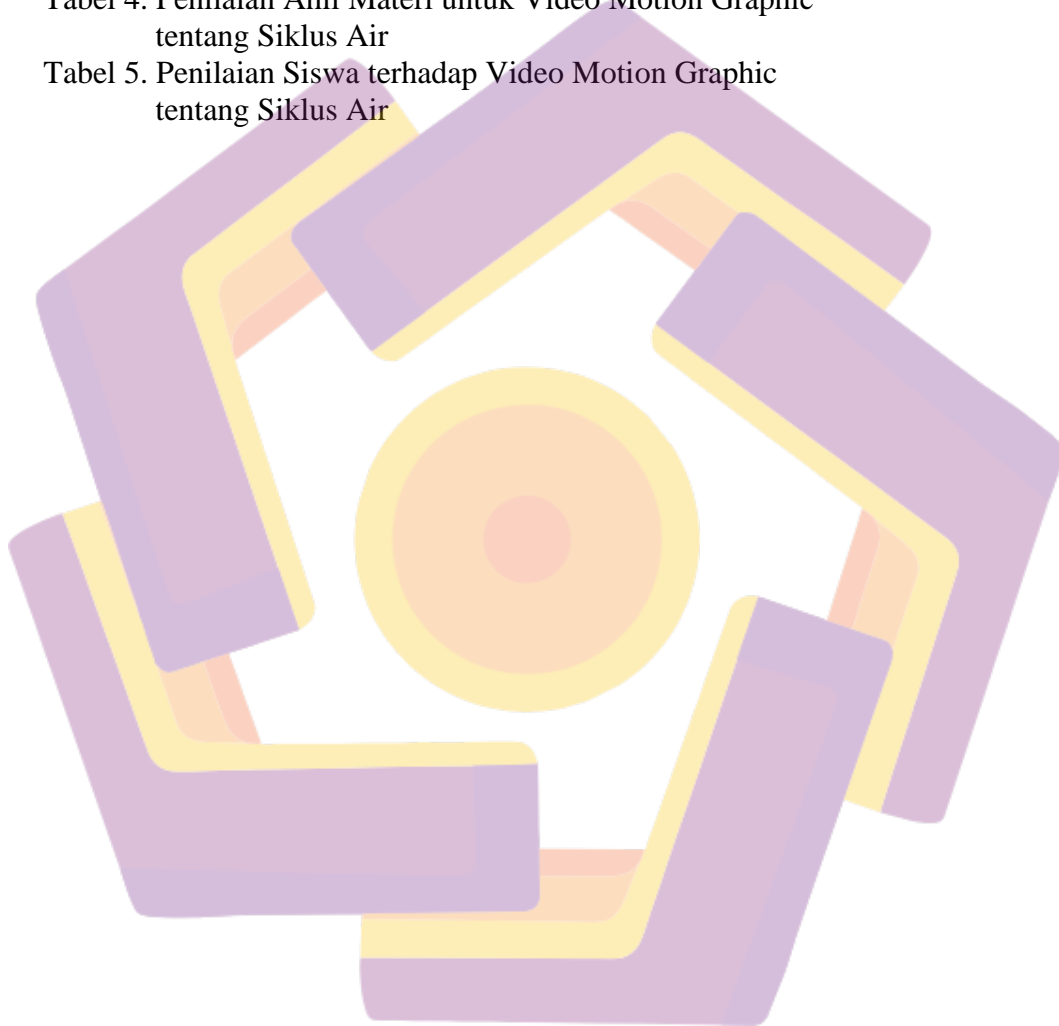 Tabel 4. Penilaian Ahli Materi untuk Video Motion Graphic
tentang Siklus Air
Tabel 5. Penilaian Siswa terhadap Video Motion Graphic
tentang Siklus Air